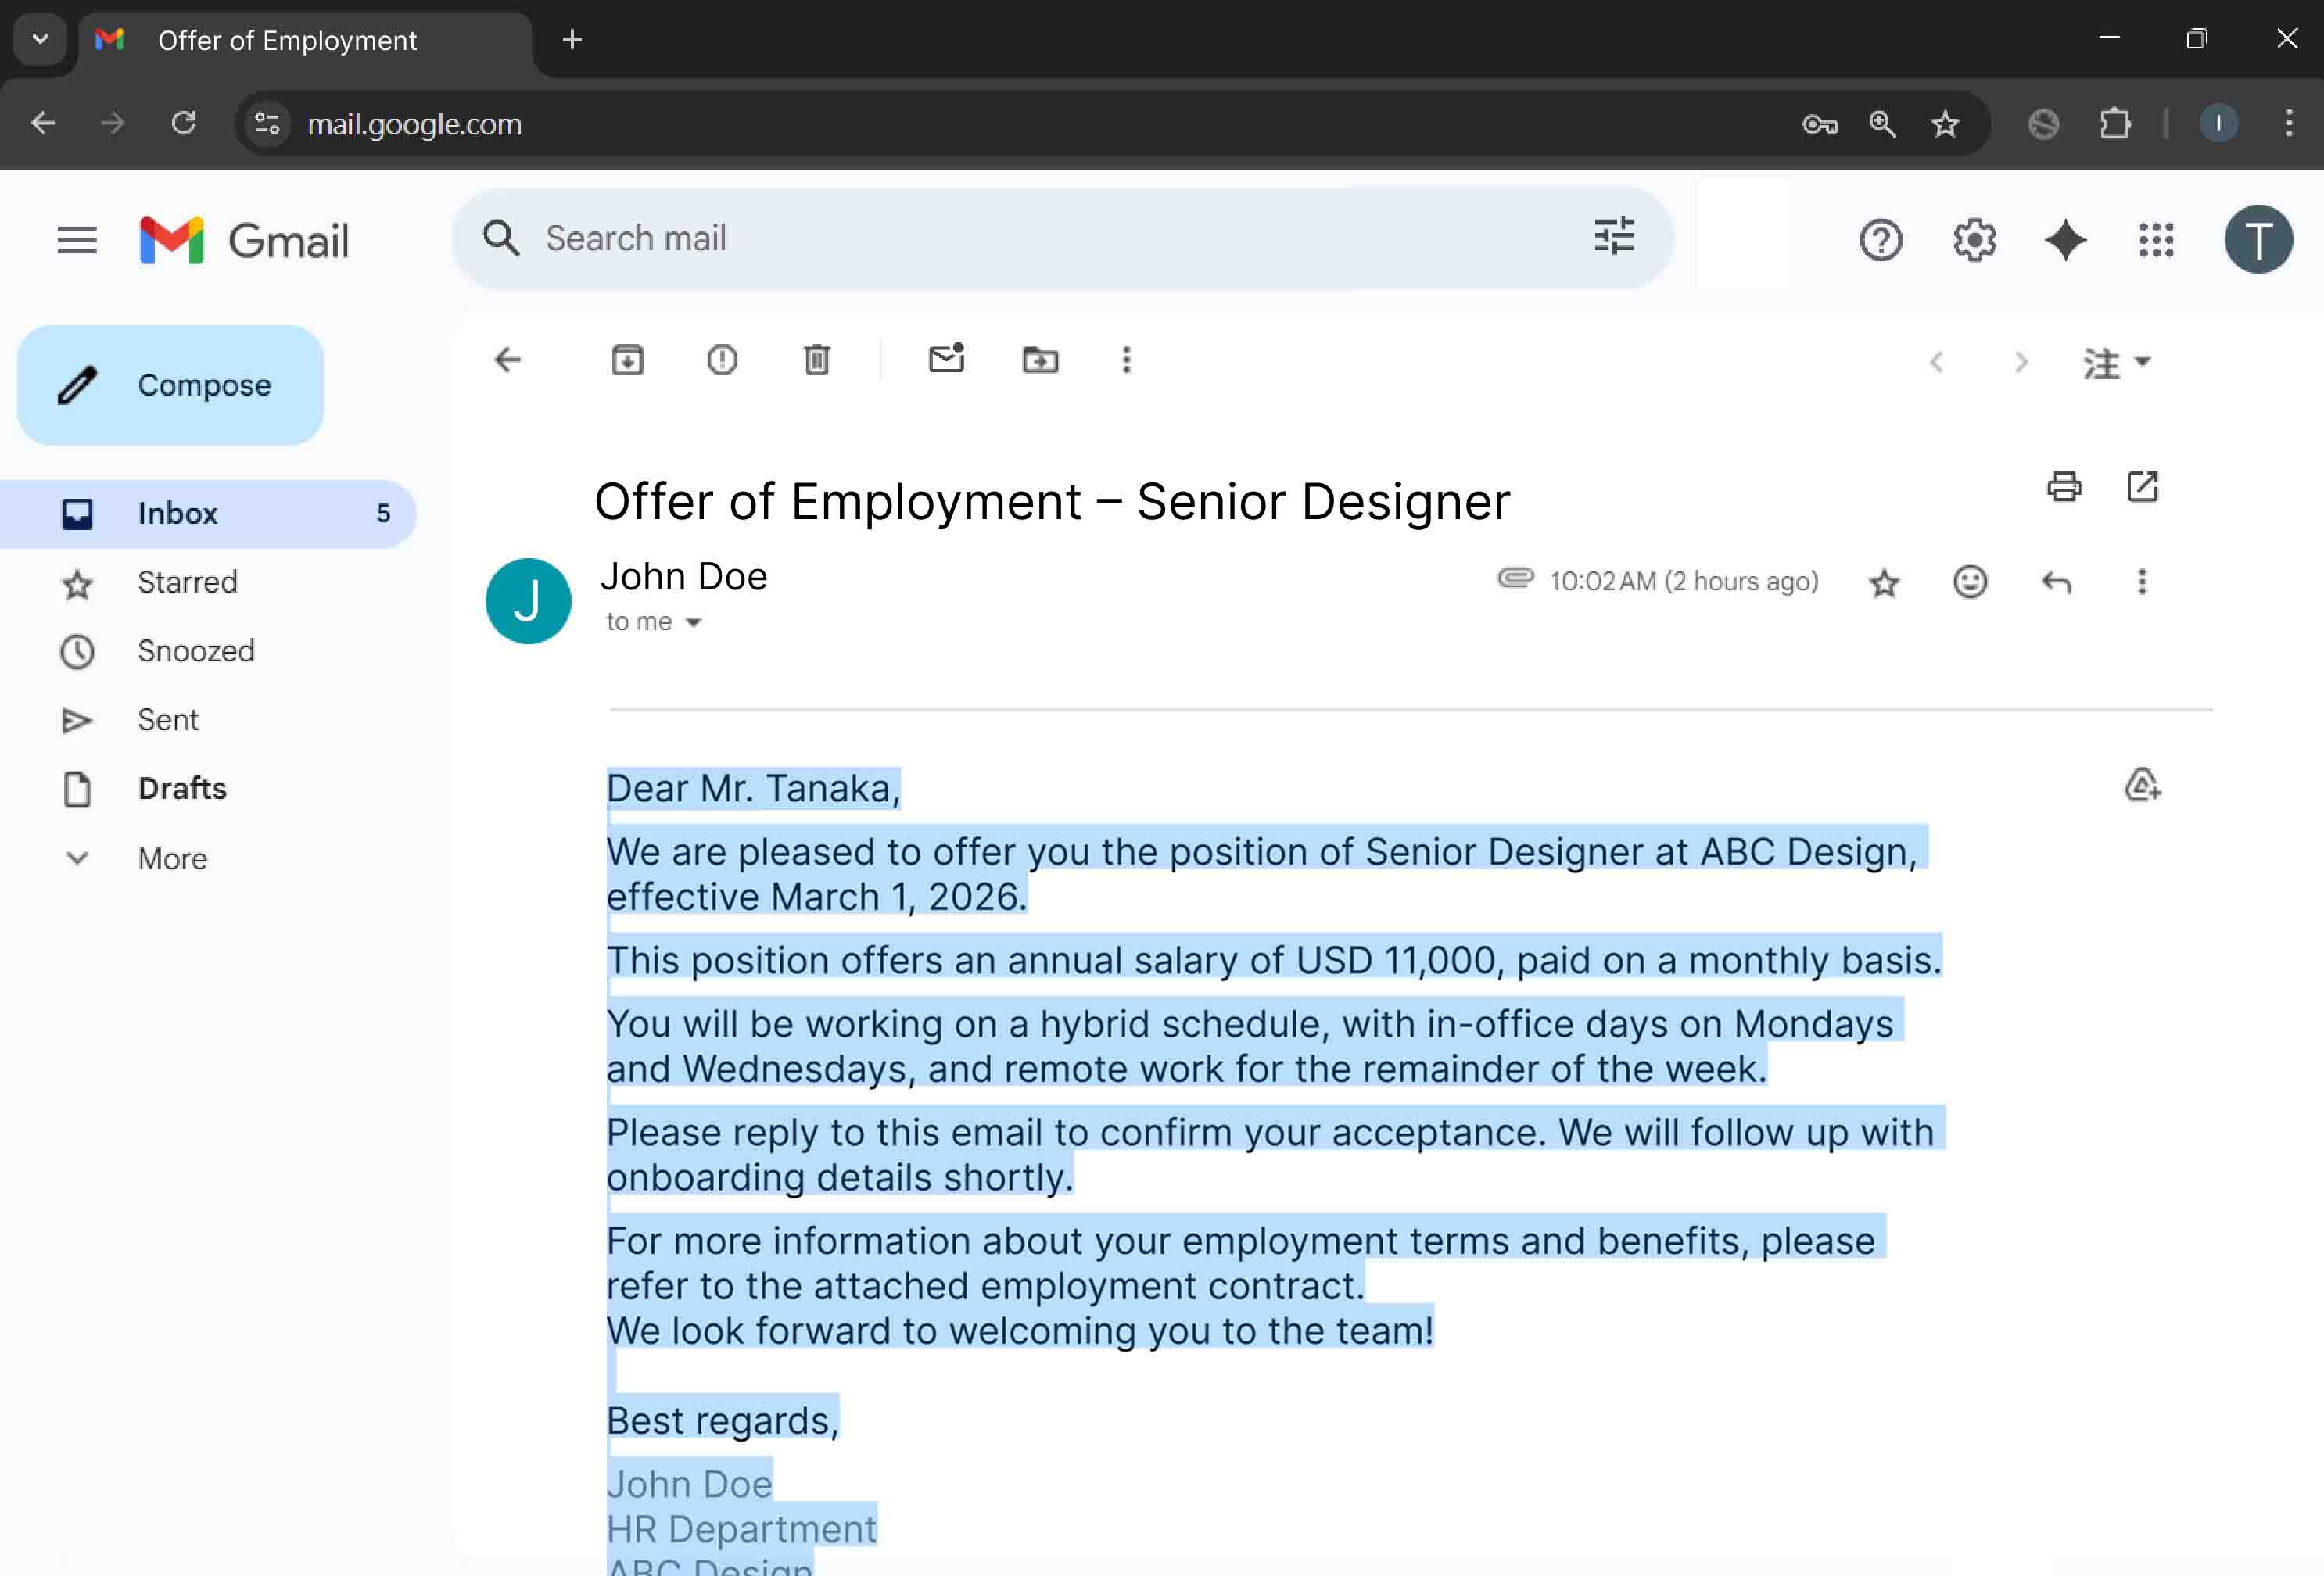 Offer of Employment
mail.google.com
I
Gmail
Search mail
T
Compose
注
Inbox 5
Offer of Employment – Senior Designer
Starred
J
John Doe
10:02 AM (2 hours ago)
to me
Snoozed
Sent
Drafts
More
Dear Mr. Tanaka,
We are pleased to offer you the position of Senior Designer at ABC Design,
effective March 1, 2026.
This position offers an annual salary of USD 11,000, paid on a monthly basis.
You will be working on a hybrid schedule, with in-office days on Mondays
and Wednesdays, and remote work for the remainder of the week.
Please reply to this email to confirm your acceptance. We will follow up with
onboarding details shortly.
For more information about your employment terms and benefits, please
refer to the attached employment contract.
We look forward to welcoming you to the team!
Best regards,
John Doe
HR Department
ABC Design